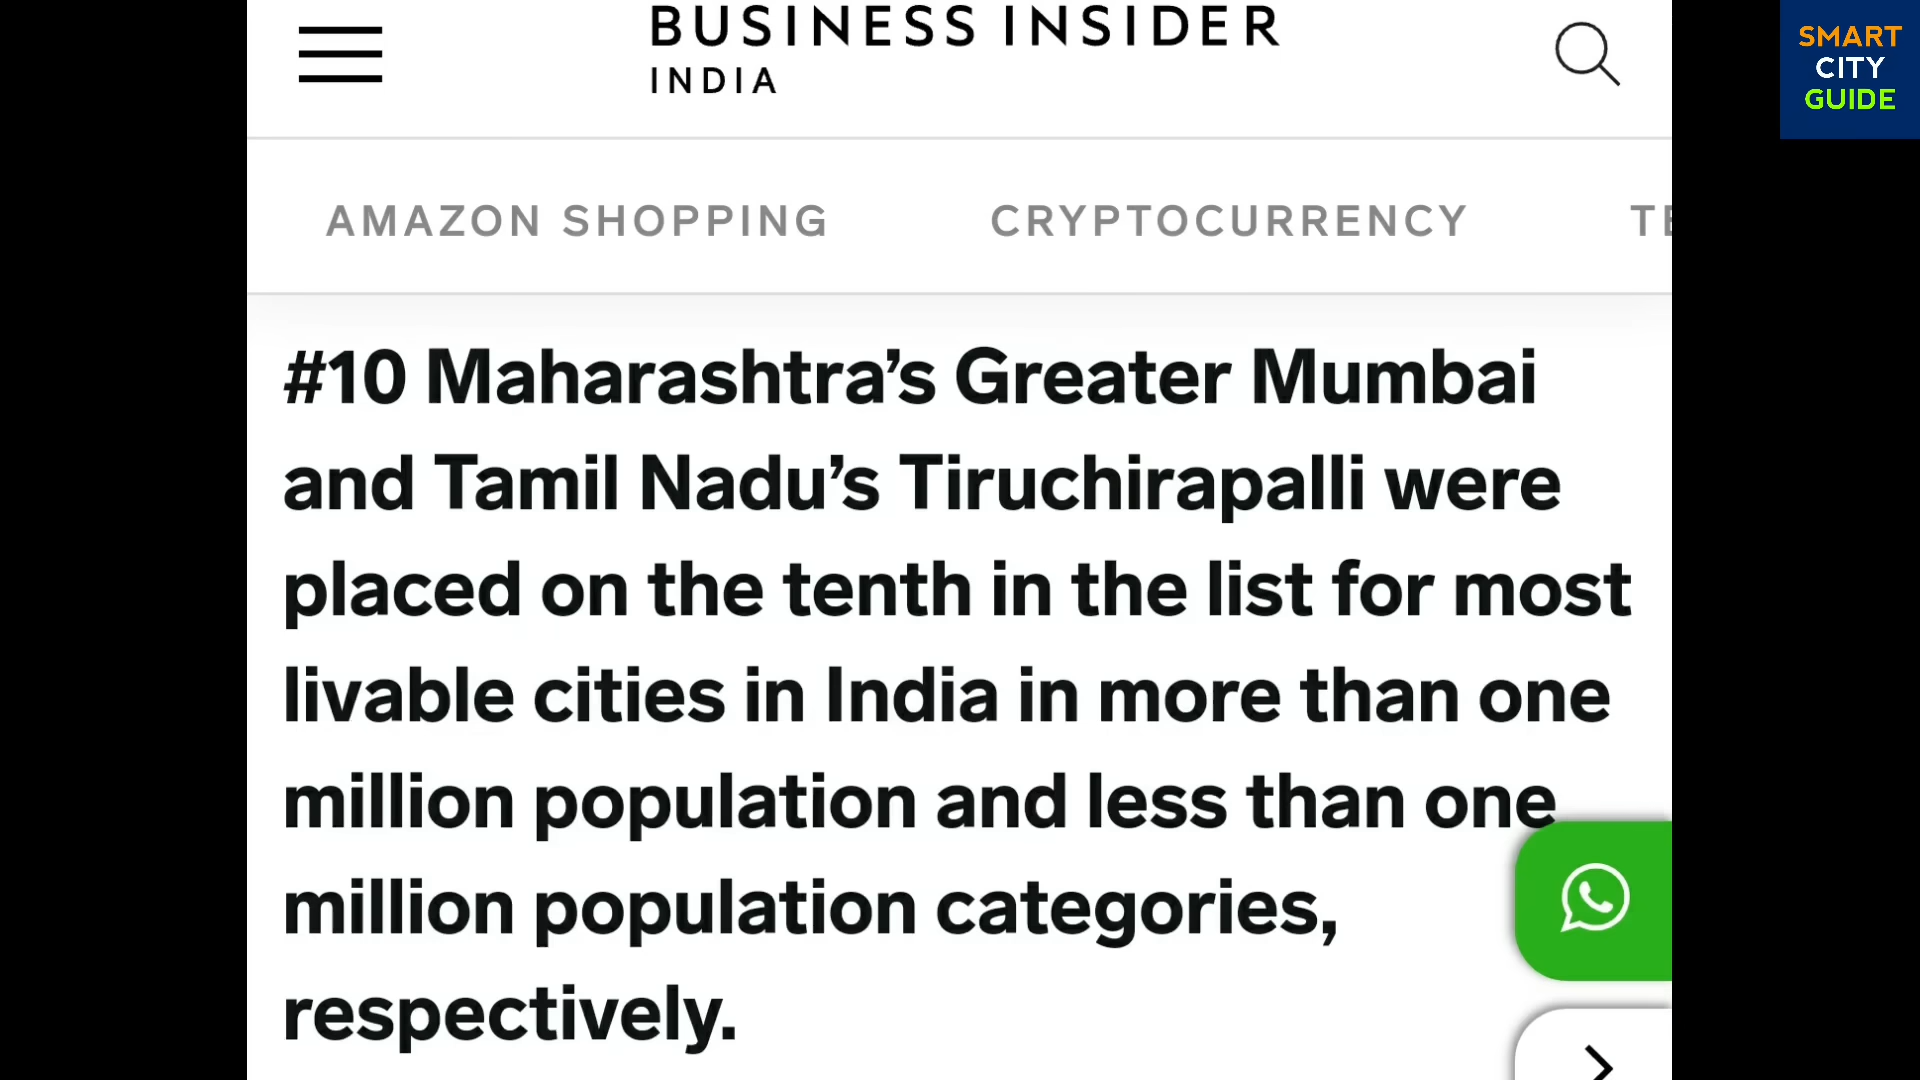 BUSINESS INSIDER
INDIA
SMART
CITY
GUIDE
AMAZON SHOPPING CRYPTOCURRENCY
#10 Maharashtra’s Greater Mumbai
and Tamil Nadu’s Tiruchirapalli were
placed on the tenth in the list for most
livable cities in India in more than one
million population and less than one
million population categories,
respectively.